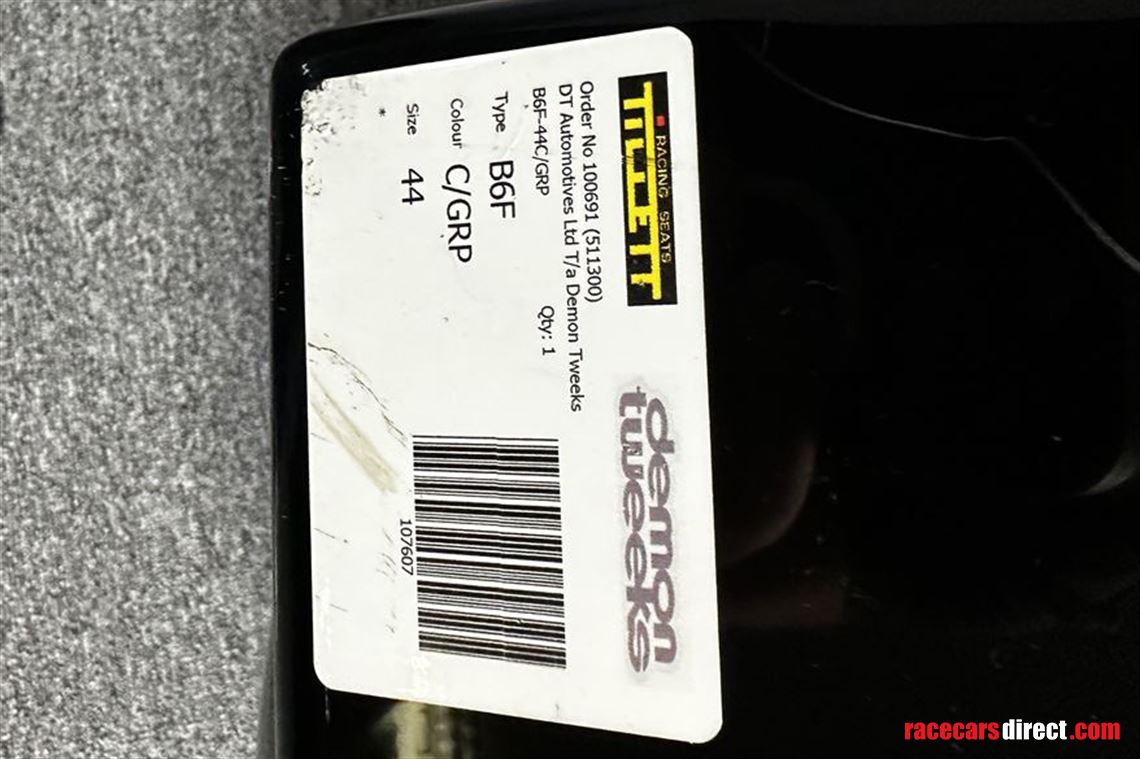 TILLETT
RACING SEATS
demon
tweeks
Order No 100691 (511300)
DT Automotives Ltd T/a Demon Tweeks
B6F-44C/GRP Qty: 1
Type B6F
Colour C/GRP
Size 44
*
107607
racecarsdirect.com